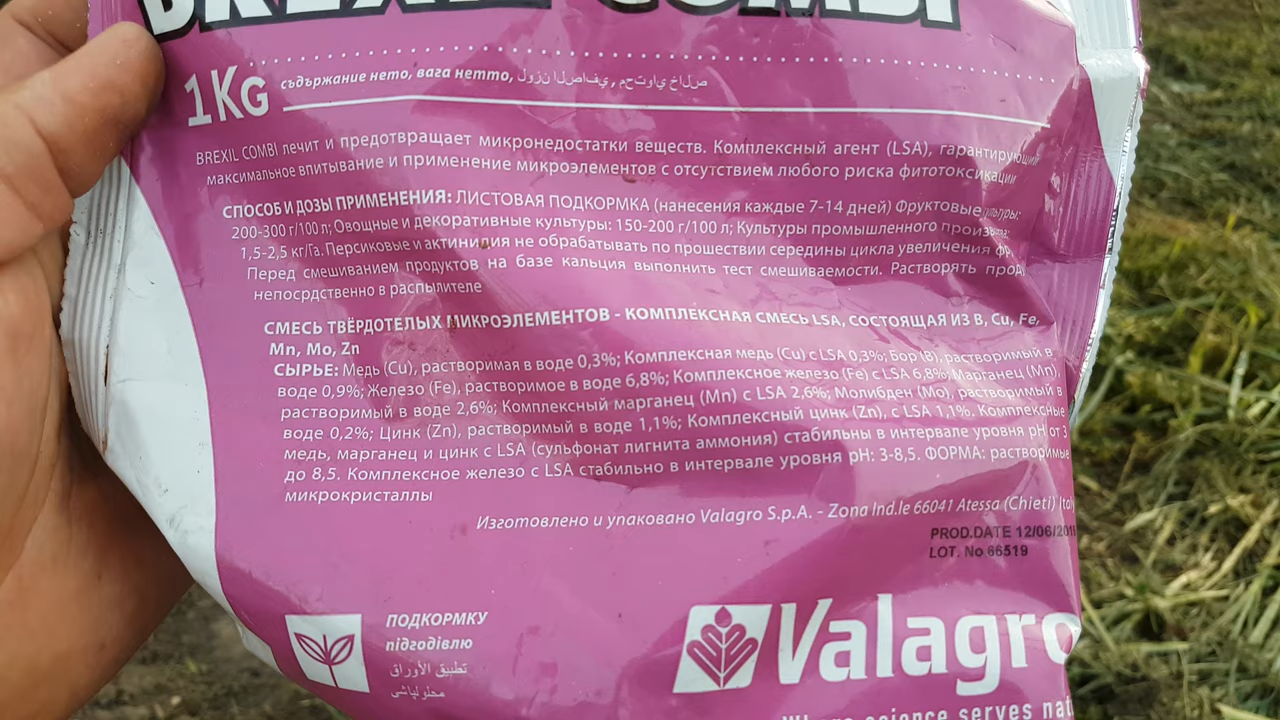 BREXIL COMBI
1KG съдържание нето, вага нетто, لوزن الصافي, محتواي خالص
BREXIL COMBI лечит и предотвращает микронедостатки веществ. Комплексный агент (LSA), гарантирующий
максимальное впитывание и применение микроэлементов с отсутствием любого риска фитотоксикации
СПОСОБ И ДОЗЫ ПРИМЕНЕНИЯ: ЛИСТОВАЯ ПОДКОРМКА (нанесения каждые 7-14 дней) Фруктовые культуры:
200-300 г/100 л; Овощные и декоративные культуры: 150-200 г/100 л; Культуры промышленного
1,5-2,5 кг/Га. Персиковые и актинидия не обрабатывать по прошествии середины цикла увеличения
Перед смешиванием продуктов на базе кальция выполнить тест смешиваемости. Растворять
непосрдственно в распылителе
СМЕСЬ ТВЁРДОТЕЛЫХ МИКРОЭЛЕМЕНТОВ - КОМПЛЕКСНАЯ СМЕСЬ LSA, СОСТОЯЩАЯ ИЗ B, Cu, Fe,
Mn, Mo, Zn
СЫРЬЕ: Медь (Cu), растворимая в воде 0,3%; Комплексная медь (Cu) с LSA 0,3%; Бор (B), растворимый в
воде 0,9%; Железо (Fe), растворимое в воде 6,8%; Комплексное железо (Fe) с LSA 6,8%; Марганец (Mn),
растворимый в воде 2,6%; Комплексный марганец (Mn) с LSA 2,6%; Молибден (Mo), растворимый в
воде 0,2%; Цинк (Zn), растворимый в воде 1,1%; Комплексный цинк (Zn), с LSA 1,1%. Комплексные
медь, марганец и цинк с LSA (сульфонат лигнита аммония) стабильны в интервале уровня pH от 3
до 8,5. Комплексное железо с LSA стабильно в интервале уровня pH: 3-8,5. ФОРМА: растворимые
микрокристаллы
Изготовлено и упаковано Valagro S.p.A. - Zona Ind.le 66041 Atessa (Chieti)
PROD.DATE 12/06/201
LOT. No 66519
ПОДКОРМКУ
підгодівлю
تطبيق الأوراق
محلولپاشی
Valagro
Where science serves